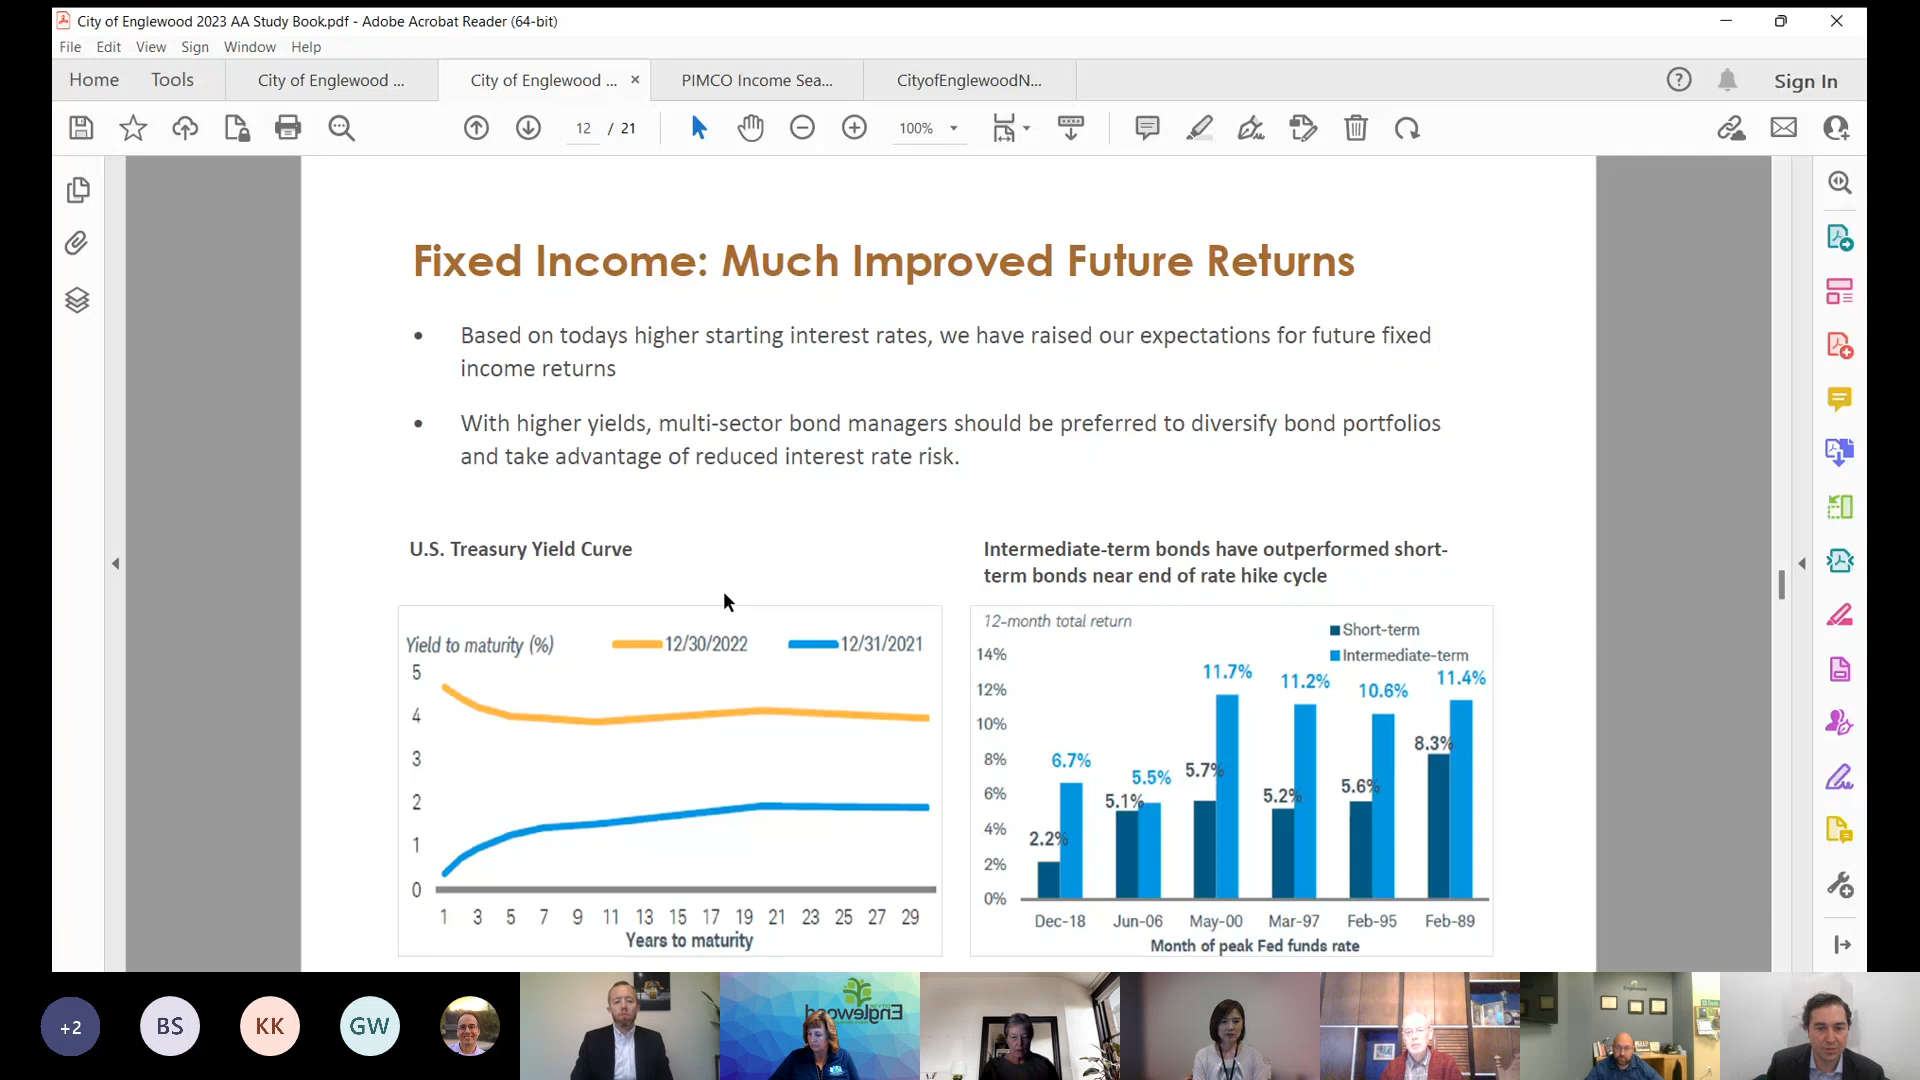 City of Englewood 2023 AA Study Book.pdf - Adobe Acrobat Reader (64-bit)
File Edit View Sign Window Help
Home Tools City of Englewood ... City of Englewood ... × PIMCO Income Sea... CityofEnglewoodN... Sign In
12 / 21 100%
Fixed Income: Much Improved Future Returns
• Based on todays higher starting interest rates, we have raised our expectations for future fixed
income returns
• With higher yields, multi-sector bond managers should be preferred to diversify bond portfolios
and take advantage of reduced interest rate risk.
U.S. Treasury Yield Curve
Yield to maturity (%) 12/30/2022 12/31/2021
5
4
3
2
1
0
1 3 5 7 9 11 13 15 17 19 21 23 25 27 29
Years to maturity
Intermediate-term bonds have outperformed short-
term bonds near end of rate hike cycle
12-month total return
Short-term
Intermediate-term
14%
12%
10%
8%
6%
4%
2%
0%
2.2% 6.7% 5.1% 5.5% 5.7% 11.7% 5.2% 11.2% 5.6% 10.6% 8.3% 11.4%
Dec-18 Jun-06 May-00 Mar-97 Feb-95 Feb-89
Month of peak Fed funds rate
+2 BS KK GW
Englewood